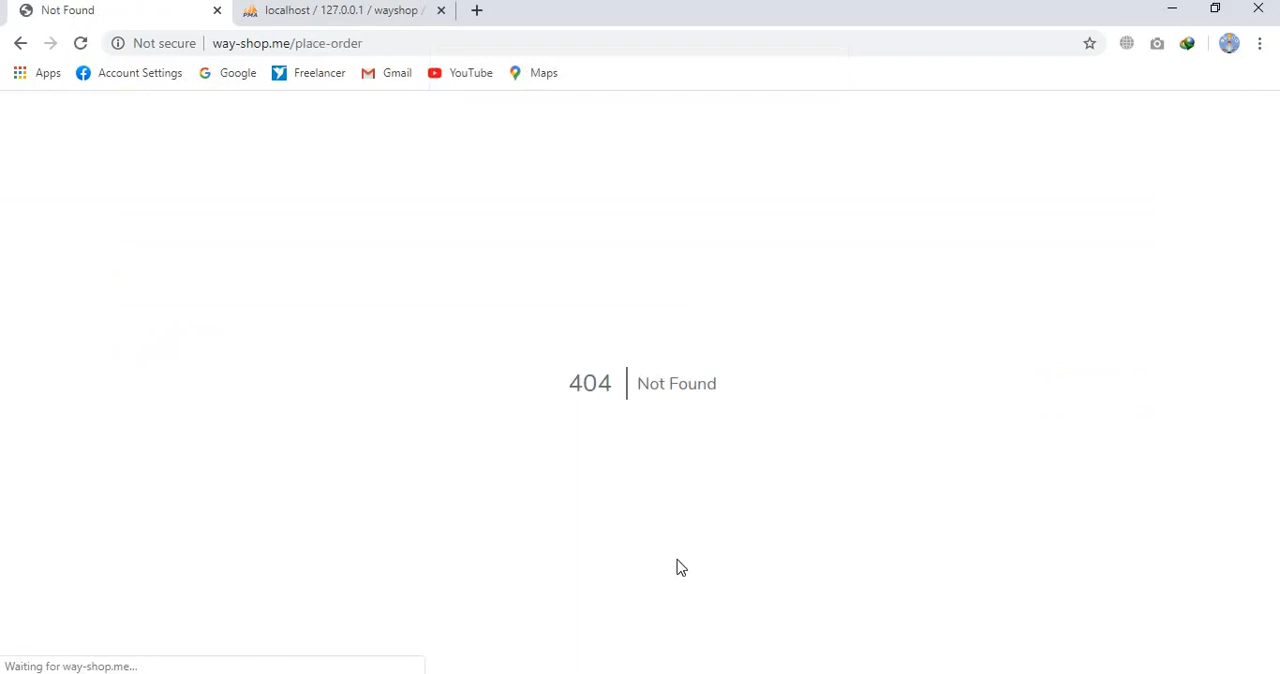 Not Found
localhost / 127.0.0.1 / wayshop /
Not secure
way-shop.me/place-order
Apps
Account Settings
Google
Freelancer
Gmail
YouTube
Maps
404
Not Found
Waiting for way-shop.me...